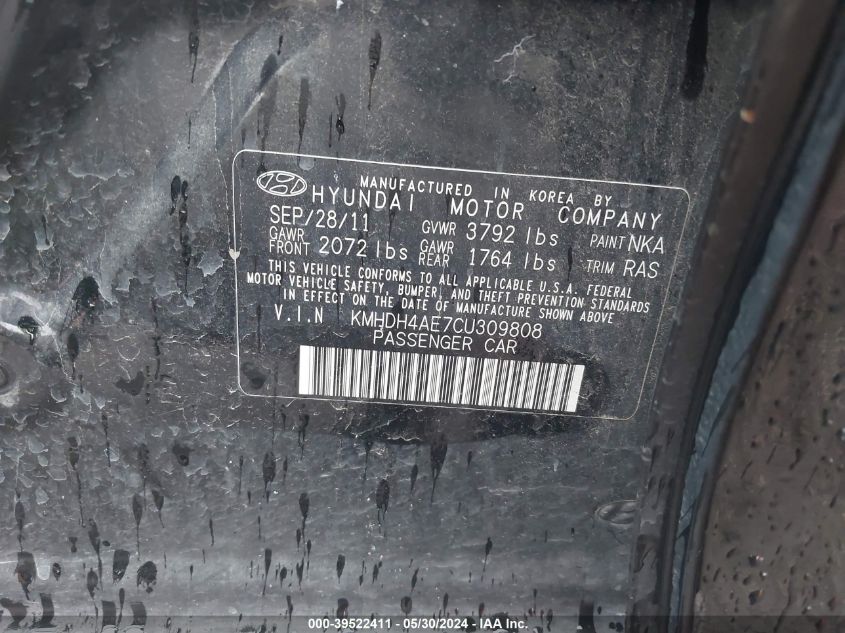 MANUFACTURED IN KOREA BY
HYUNDAI MOTOR COMPANY
SEP/28/11 GVWR 3792 lbs PAINT NKA
GAWR FRONT 2072 lbs GAWR REAR 1764 lbs TRIM RAS
THIS VEHICLE CONFORMS TO ALL APPLICABLE U.S.A. FEDERAL
MOTOR VEHICLE SAFETY, BUMPER, AND THEFT PREVENTION STANDARDS
IN EFFECT ON THE DATE OF MANUFACTURE SHOWN ABOVE.
V.I.N KMHDH4AE7CU309808
PASSENGER CAR
000-39522411 - 05/30/2024 - IAA Inc.